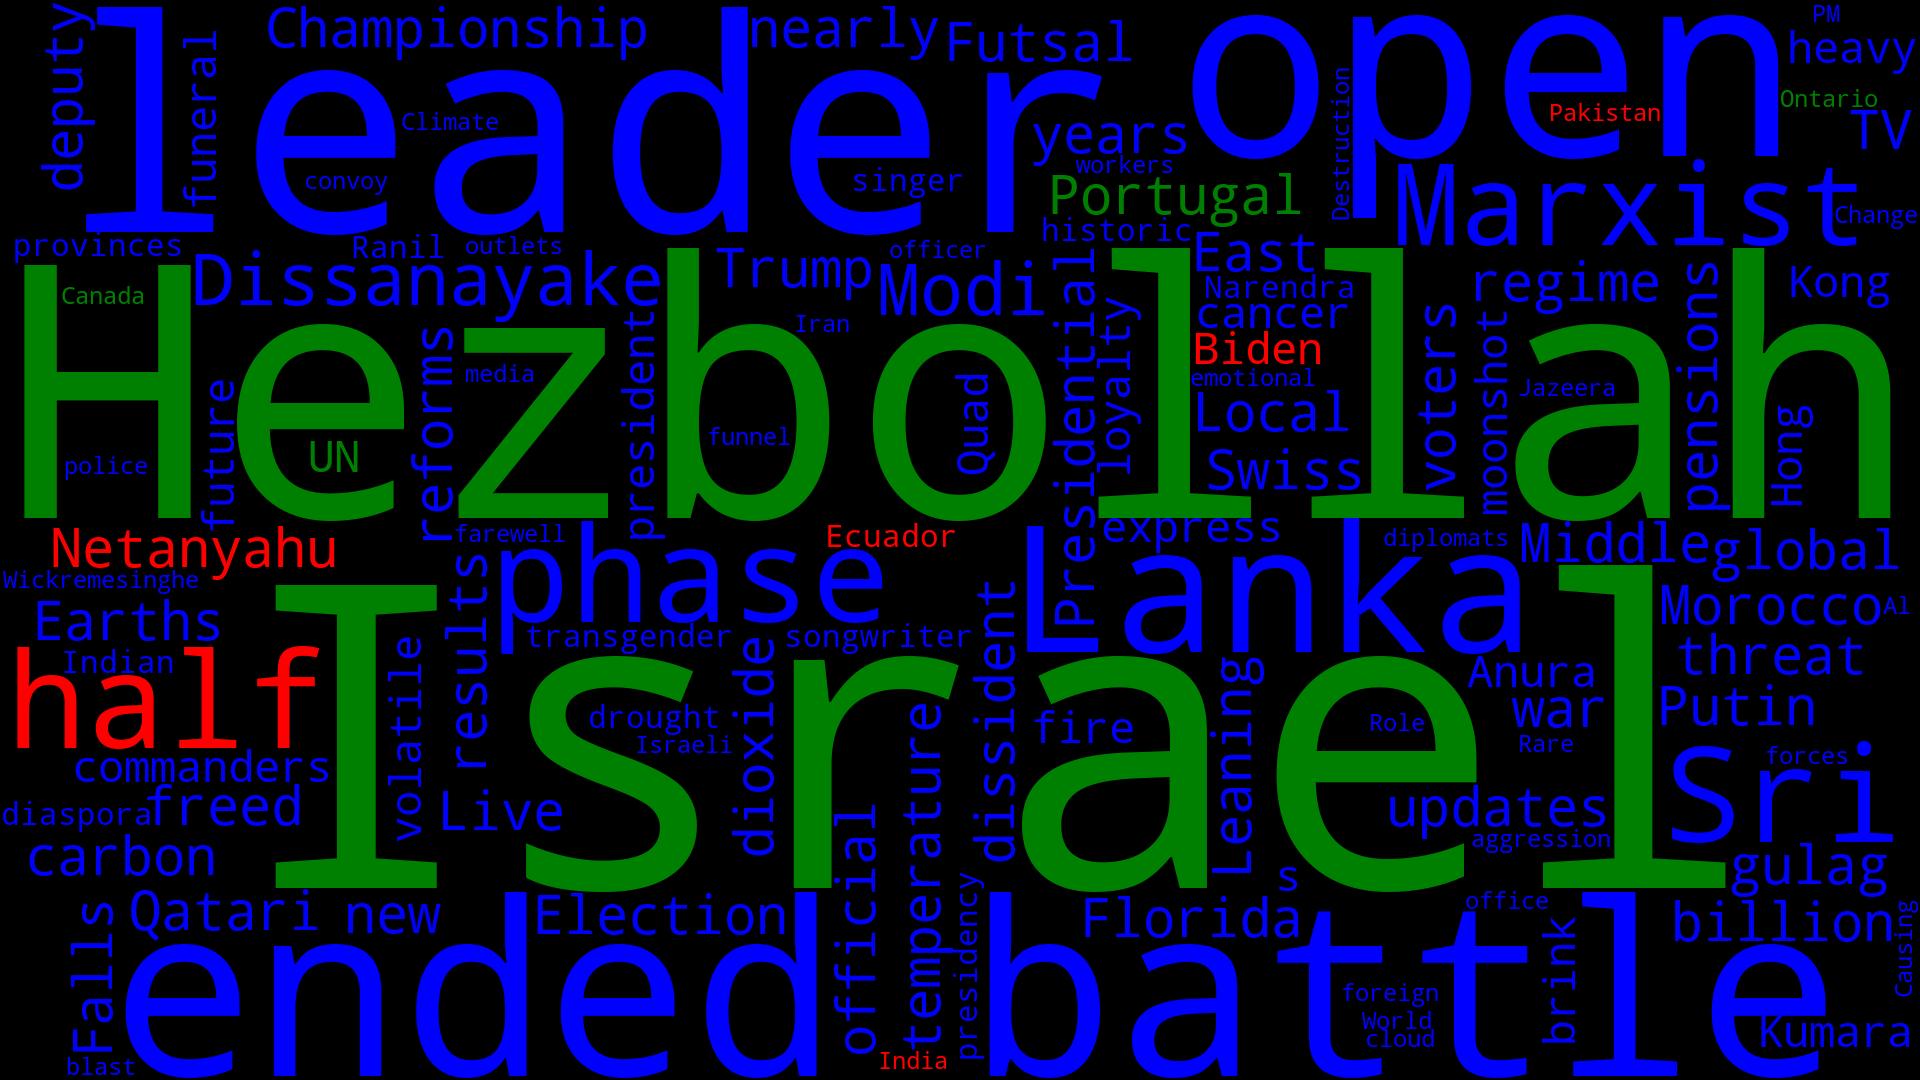 deputy
leader
funeral
Championship
nearly
Futsal
open
PM
heavy
Ontario
TV
Pakistan
Destruction
Climate
convoy
singer
years
workers
Portugal
historic
Marxist
Change
provinces
Ranil
outlets
officer
Dissanayake
Trump
Modi
East
Narendra
cancer
regime
Kong
Canada
Hezbollah
Iran
Presidential
loyalty
Biden
emotional
voters
moonshot
Jazeera
pensions
Hong
future
UN
reforms
media
president
funnel
Quad
Local
Swiss
police
Netanyahu
farewell
phase
Ecuador
Lanka
express
diplomats
Middle
global
Wickremesinghe
Earths
Indian
half
Israel
volatile
results
transgender
songwriter
dissident
Morocco
Al
threat
Anura
war
Putin
Role
Rare
drought
Israeli
dioxide
temperature
fire
Leaning
commanders
freed
diaspora
Live
updates
aggression
Sri
forces
carbon
official
s
gulag
Qatari
new
Election
Florida
office
billion
Falls
ended
presidency
battle
brink
Causing
foreign
World
cloud
Kumara
blast
India